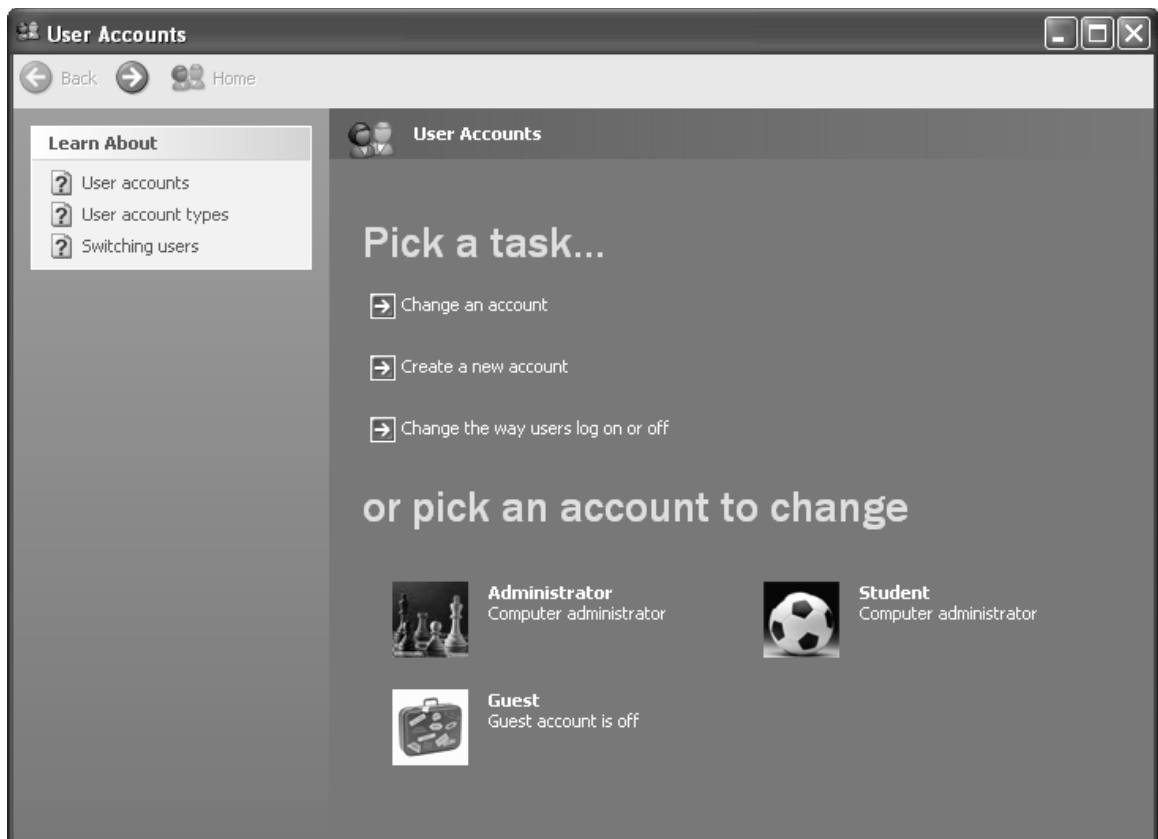 User Accounts
Back
Home
Learn About
User accounts
User account types
Switching users
User Accounts
Pick a task...
Change an account
Create a new account
Change the way users log on or off
or pick an account to change
Administrator
Computer administrator
Student
Computer administrator
Guest
Guest account is off